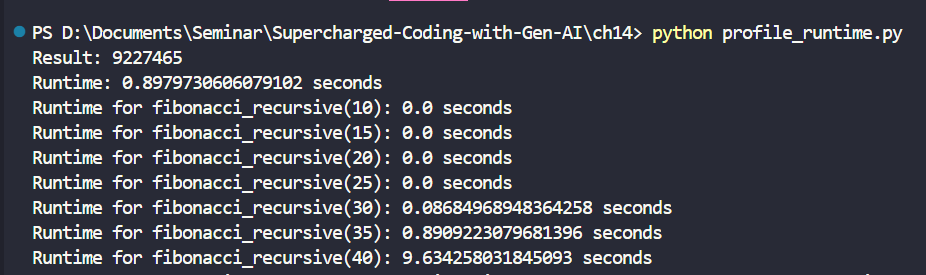 PS D:\Documents\Seminar\Supercharged-Coding-with-Gen-AI\ch14> python profile_runtime.py
Result: 9227465
Runtime: 0.8979730606079102 seconds
Runtime for fibonacci_recursive(10): 0.0 seconds
Runtime for fibonacci_recursive(15): 0.0 seconds
Runtime for fibonacci_recursive(20): 0.0 seconds
Runtime for fibonacci_recursive(25): 0.0 seconds
Runtime for fibonacci_recursive(30): 0.08684968948364258 seconds
Runtime for fibonacci_recursive(35): 0.8909223079681396 seconds
Runtime for fibonacci_recursive(40): 9.634258031845093 seconds